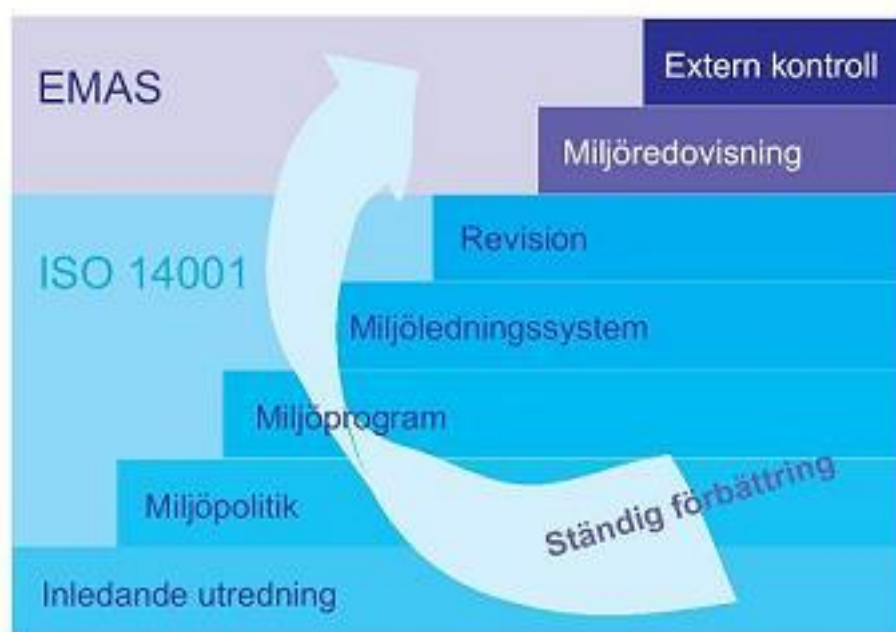 EMAS
Extern kontroll
Miljöredovisning
ISO 14001
Revision
Miljöledningssystem
Miljöprogram
Miljöpolitik
Ständig förbättring
Inledande utredning